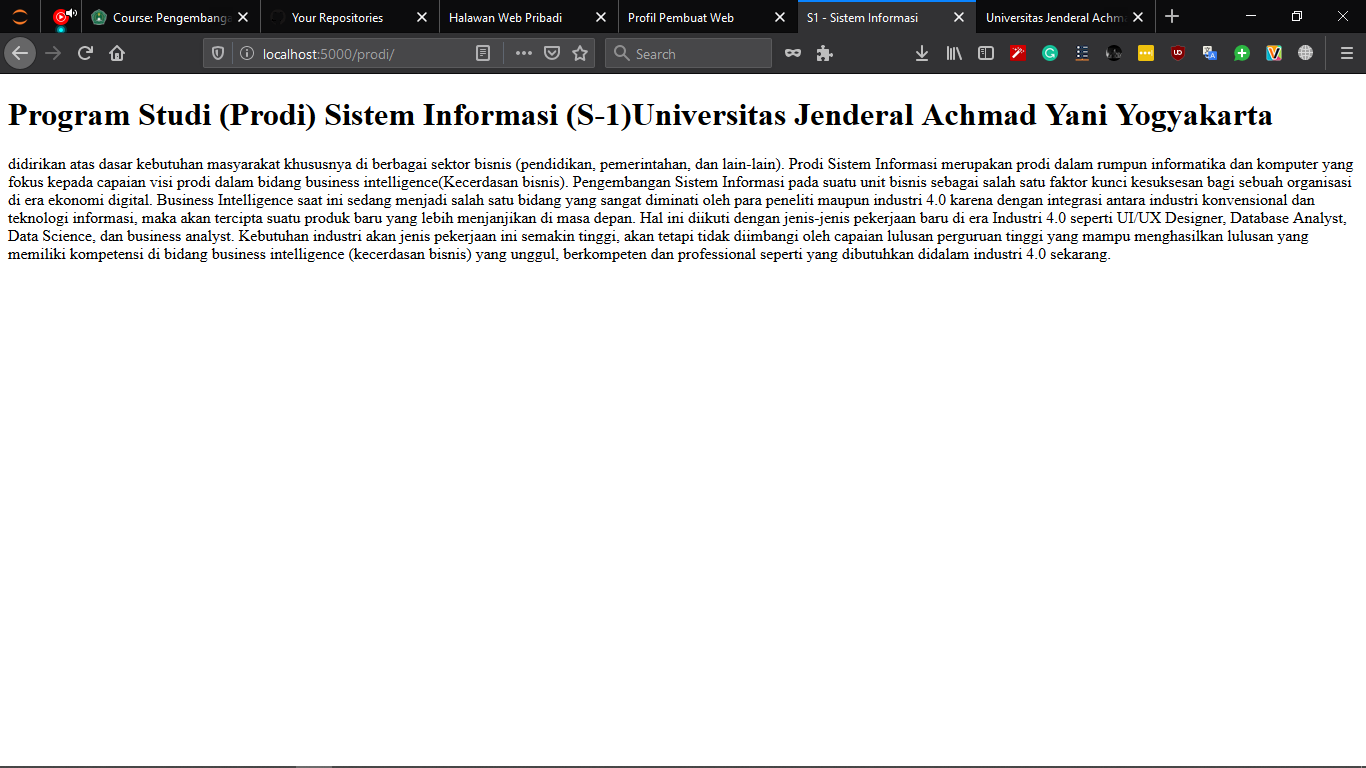 Course: Pengembanga
Your Repositories
Halawan Web Pribadi
Profil Pembuat Web
S1 - Sistem Informasi
Universitas Jenderal Achma
localhost:5000/prodi/
Search
Program Studi (Prodi) Sistem Informasi (S-1)Universitas Jenderal Achmad Yani Yogyakarta
didirikan atas dasar kebutuhan masyarakat khususnya di berbagai sektor bisnis (pendidikan, pemerintahan, dan lain-lain). Prodi Sistem Informasi merupakan prodi dalam rumpun informatika dan komputer yang
fokus kepada capaian visi prodi dalam bidang business intelligence(Kecerdasan bisnis). Pengembangan Sistem Informasi pada suatu unit bisnis sebagai salah satu faktor kunci kesuksesan bagi sebuah organisasi
di era ekonomi digital. Business Intelligence saat ini sedang menjadi salah satu bidang yang sangat diminati oleh para peneliti maupun industri 4.0 karena dengan integrasi antara industri konvensional dan
teknologi informasi, maka akan tercipta suatu produk baru yang lebih menjanjikan di masa depan. Hal ini diikuti dengan jenis-jenis pekerjaan baru di era Industri 4.0 seperti UI/UX Designer, Database Analyst,
Data Science, dan business analyst. Kebutuhan industri akan jenis pekerjaan ini semakin tinggi, akan tetapi tidak diimbangi oleh capaian lulusan perguruan tinggi yang mampu menghasilkan lulusan yang
memiliki kompetensi di bidang business intelligence (kecerdasan bisnis) yang unggul, berkompeten dan professional seperti yang dibutuhkan didalam industri 4.0 sekarang.